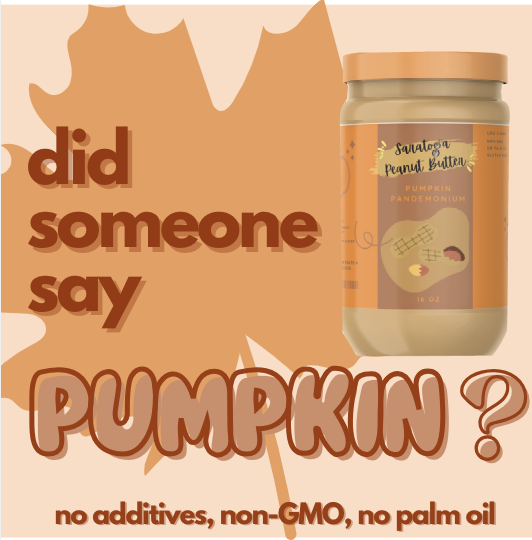 did
someone
say
Saratoga
Peanut Butter
PUMPKIN
PANDEMONIUM
16 OZ
PUMPKIN?
no additives, non-GMO, no palm oil